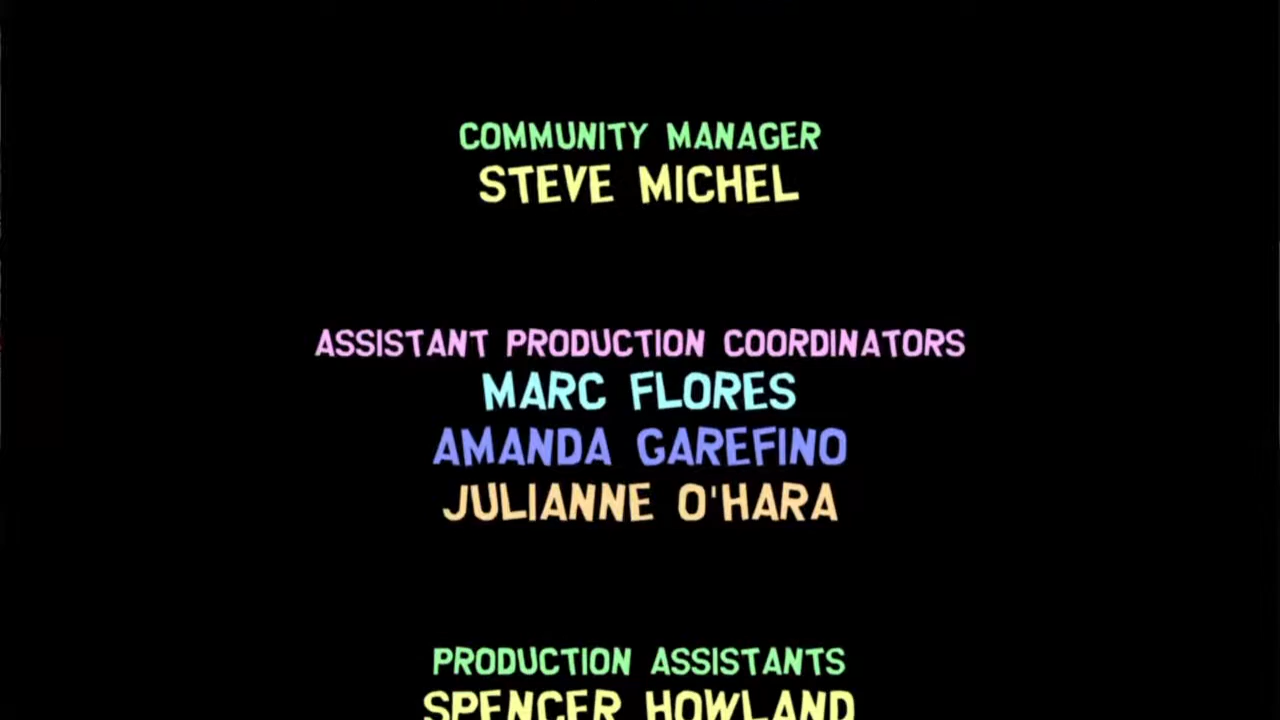 COMMUNITY MANAGER
STEVE MICHEL
ASSISTANT PRODUCTION COORDINATORS
MARC FLORES
AMANDA GAREFINO
JULIANNE O'HARA
PRODUCTION ASSISTANTS
SPENCER HOWLAND